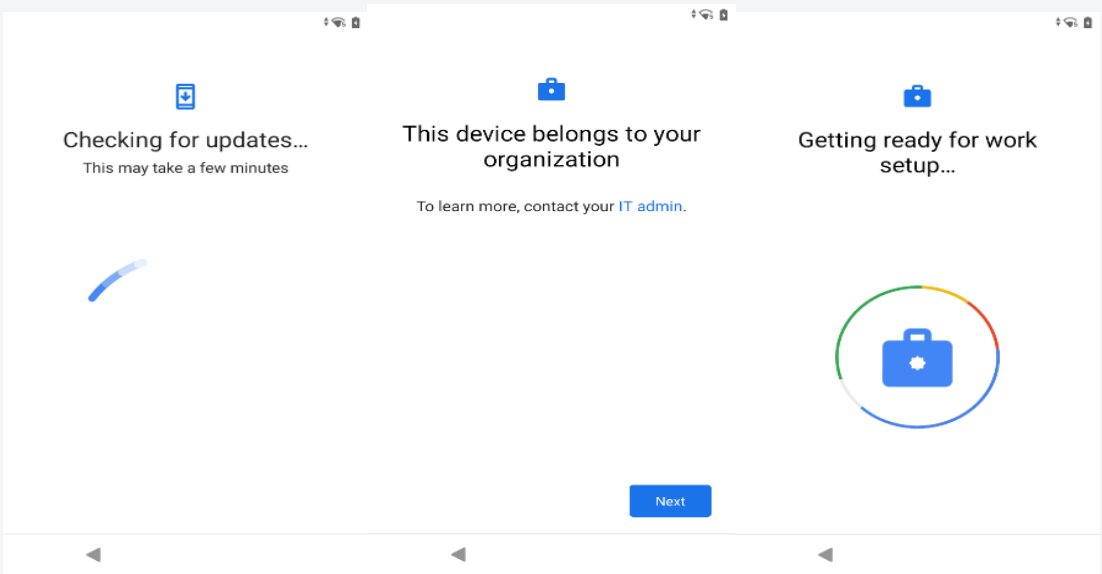 Checking for updates...
This may take a few minutes
This device belongs to your
organization
To learn more, contact your IT admin.
Next
Getting ready for work
setup...